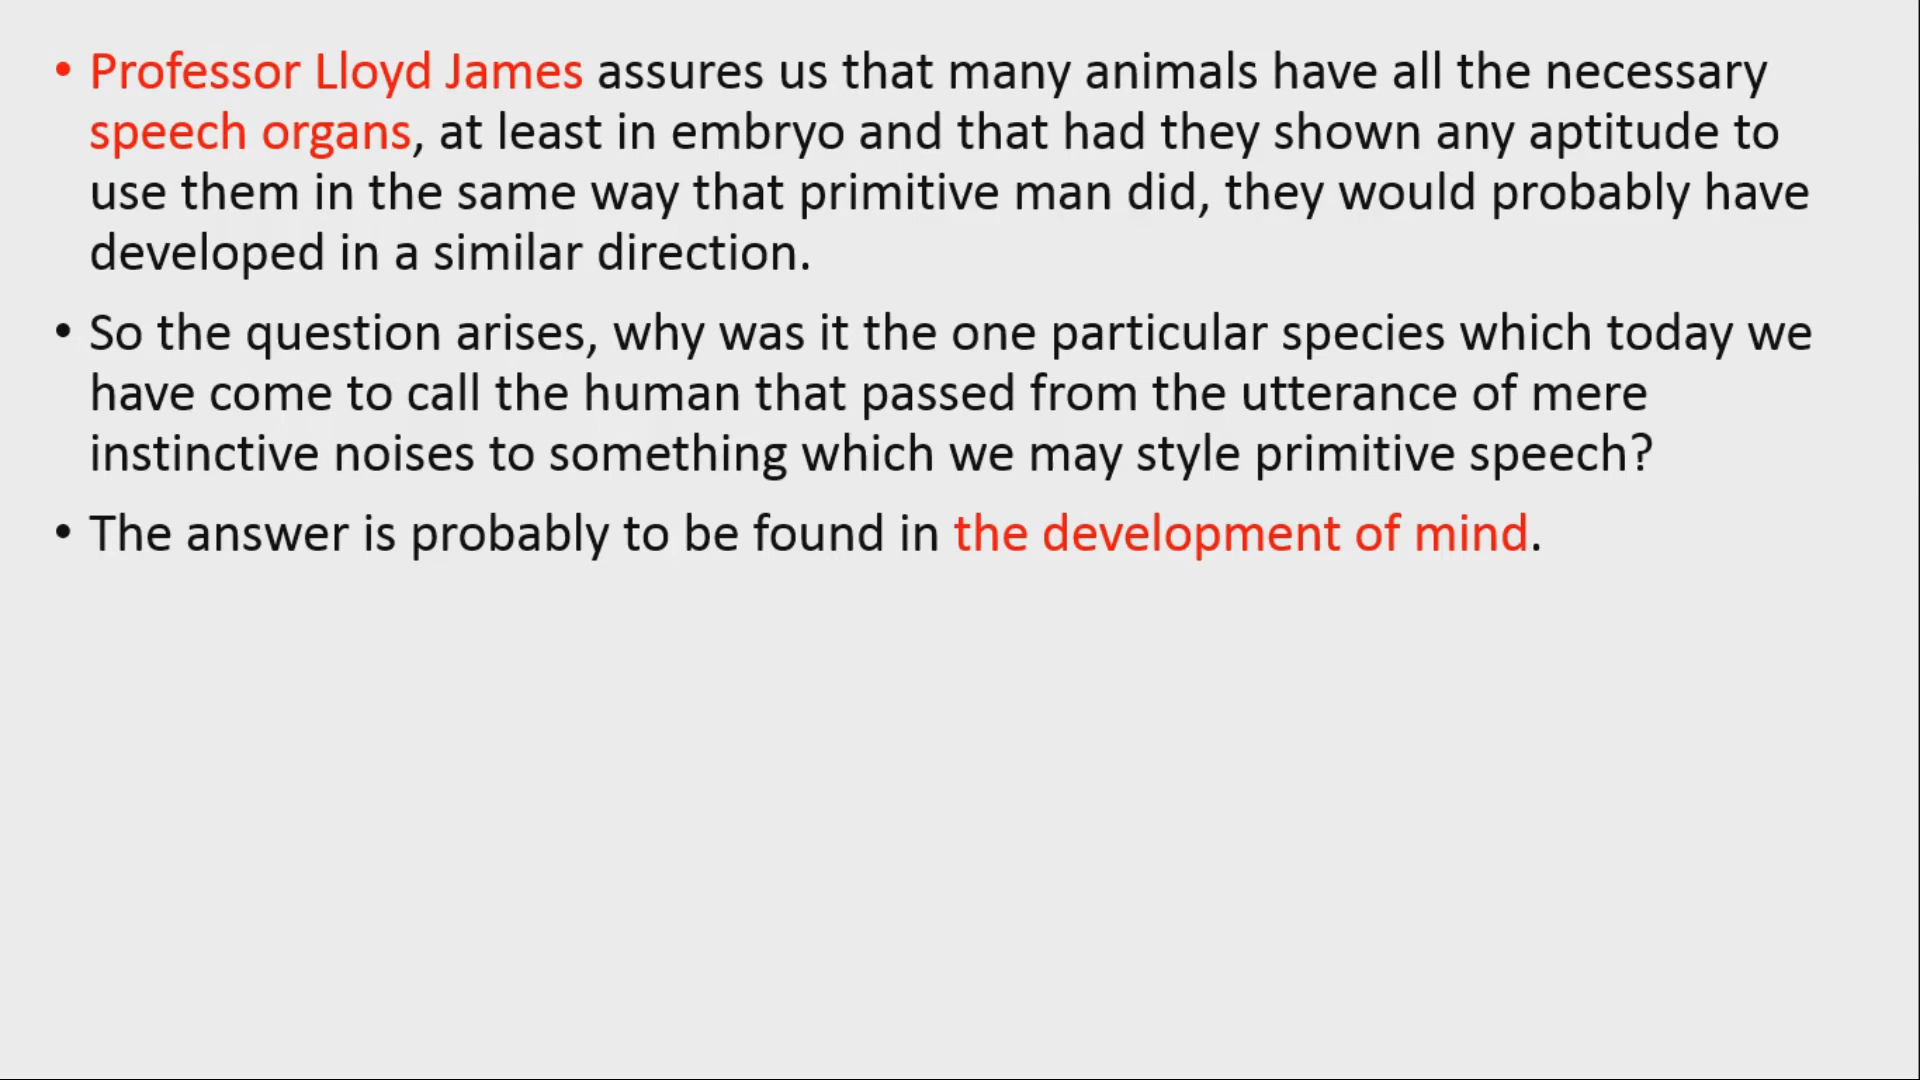 • Professor Lloyd James assures us that many animals have all the necessary
speech organs, at least in embryo and that had they shown any aptitude to
use them in the same way that primitive man did, they would probably have
developed in a similar direction.
• So the question arises, why was it the one particular species which today we
have come to call the human that passed from the utterance of mere
instinctive noises to something which we may style primitive speech?
• The answer is probably to be found in the development of mind.